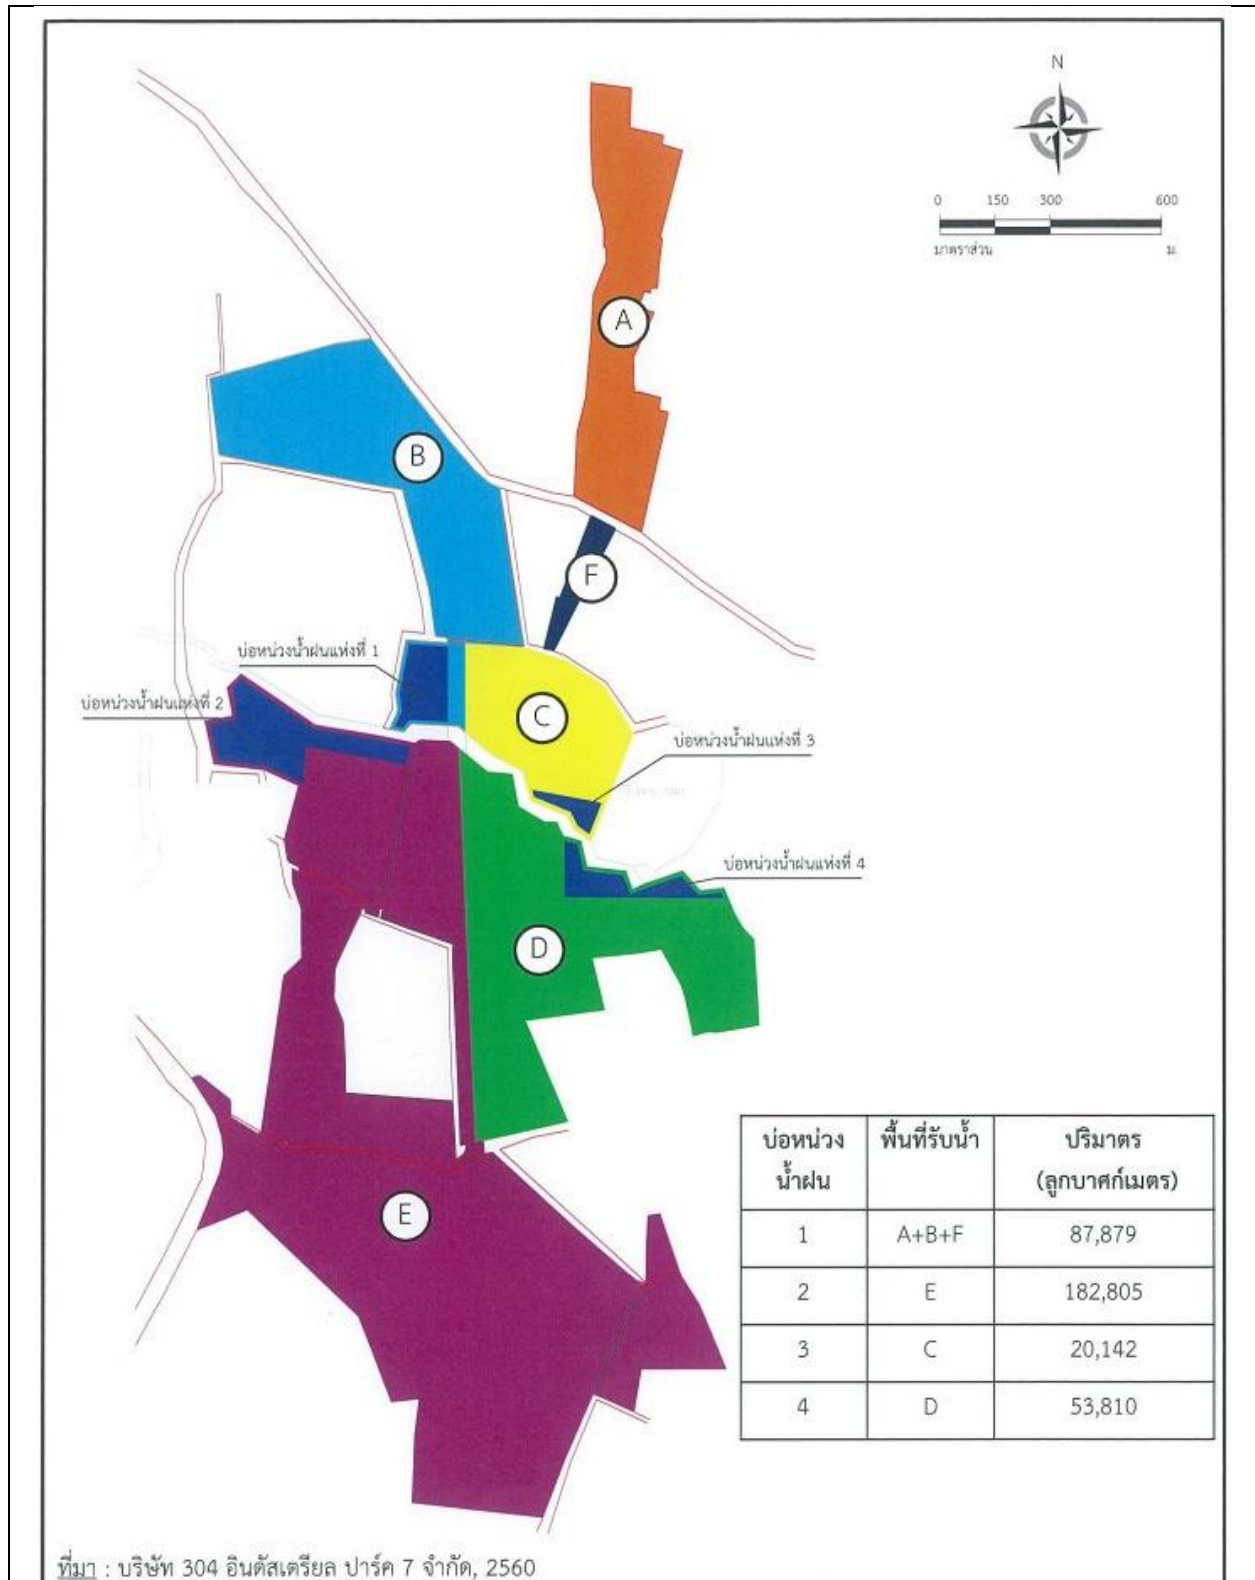 N
0 150 300 600
มาตราส่วน ม.
A
B
F
บ่อหน่วงน้ำฝนแห่งที่ 1
บ่อหน่วงน้ำฝนแห่งที่ 2
C
บ่อหน่วงน้ำฝนแห่งที่ 3
บ่อหน่วงน้ำฝนแห่งที่ 4
D
E
บ่อหน่วง พื้นที่รับน้ำ ปริมาตร
น้ำฝน (ลูกบาศก์เมตร)
1 A+B+F 87,879
2 E 182,805
3 C 20,142
4 D 53,810
ที่มา : บริษัท 304 อินดัสเตรียล ปาร์ค 7 จำกัด, 2560